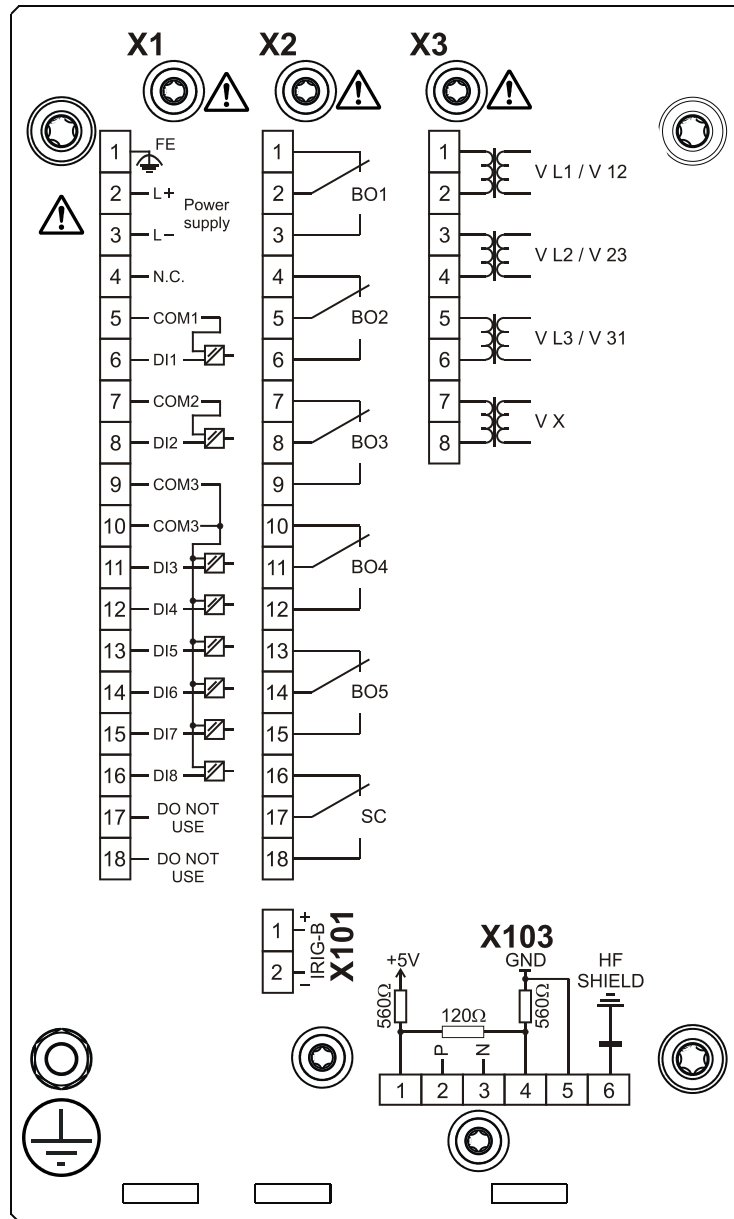 X1
X2
X3
1 FE
2 L+
Power
supply
3 L–
4 N.C.
5 COM1
6 DI1
7 COM2
8 DI2
9 COM3
10 COM3
11 DI3
12 DI4
13 DI5
14 DI6
15 DI7
16 DI8
17 DO NOT
USE
18 DO NOT
USE
1
2 BO1
3
4
5 BO2
6
7
8 BO3
9
10
11 BO4
12
13
14 BO5
15
16
17 SC
18
1
2
V L1 / V 12
3
4
V L2 / V 23
5
6
V L3 / V 31
7
8
V X
1 +
2 –
IRIG-B
X101
X103
+5V
GND
HF
SHIELD
560Ω
120Ω
560Ω
P
N
1 2 3 4 5 6